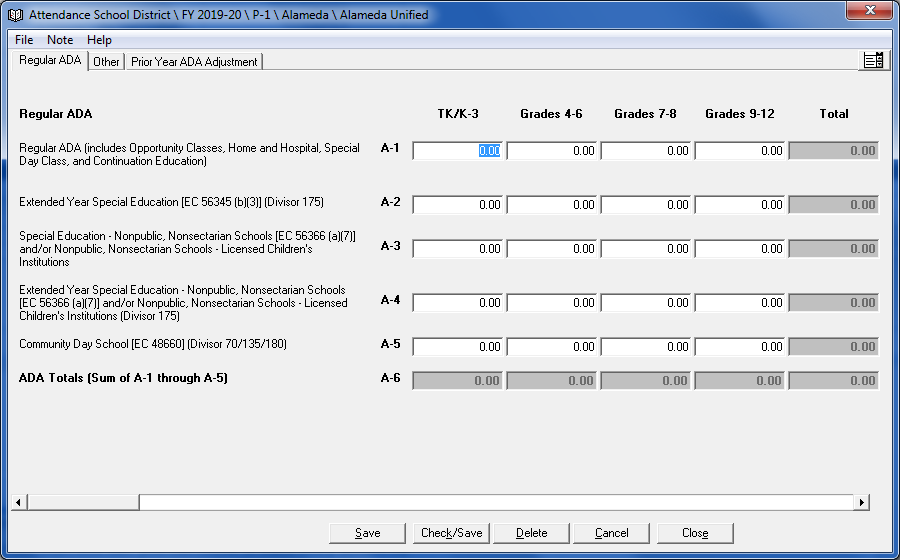 Attendance School District \ FY 2019-20 \ P-1 \ Alameda \ Alameda Unified
File Note Help
Regular ADA Other Prior Year ADA Adjustment
Regular ADA TK/K-3 Grades 4-6 Grades 7-8 Grades 9-12 Total
Regular ADA (includes Opportunity Classes, Home and Hospital, Special
Day Class, and Continuation Education)
A-1 0.00 0.00 0.00 0.00 0.00
Extended Year Special Education [EC 56345 (b)(3)] (Divisor 175) A-2 0.00 0.00 0.00 0.00 0.00
Special Education - Nonpublic, Nonsectarian Schools [EC 56366 (a)(7)]
and/or Nonpublic, Nonsectarian Schools - Licensed Children's
Institutions
A-3 0.00 0.00 0.00 0.00 0.00
Extended Year Special Education - Nonpublic, Nonsectarian Schools
[EC 56366 (a)(7)] and/or Nonpublic, Nonsectarian Schools - Licensed
Children's Institutions (Divisor 175)
A-4 0.00 0.00 0.00 0.00 0.00
Community Day School [EC 48660] (Divisor 70/135/180) A-5 0.00 0.00 0.00 0.00 0.00
ADA Totals (Sum of A-1 through A-5) A-6 0.00 0.00 0.00 0.00 0.00
Save Check/Save Delete Cancel Close